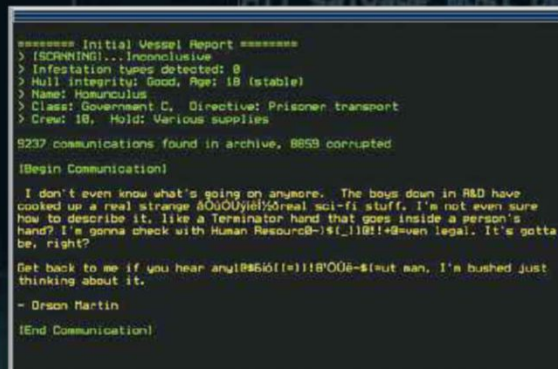 ======== Initial Vessel Report ========
> [SCANNING]...Inconclusive
> Infestation types detected: 0
> Hull integrity: Good, Age: 18 (stable)
> Name: Homunculus
> Class: Government C, Directive: Prisoner transport
> Crew: 10, Hold: Various supplies
9237 communications found in archive, 8859 corrupted
[Begin Communication]
I don't even know what's going on anymore. The boys down in R&D have
cooked up a real strange sci-fi stuff. I'm not even sure
how to describe it, like a Terminator hand that goes inside a person's
hand? I'm gonna check with Human legal. It's gotta
be, right?
Get back to me if you hear man, I'm bushed just
thinking about it.
- Orson Martin
[End Communication]